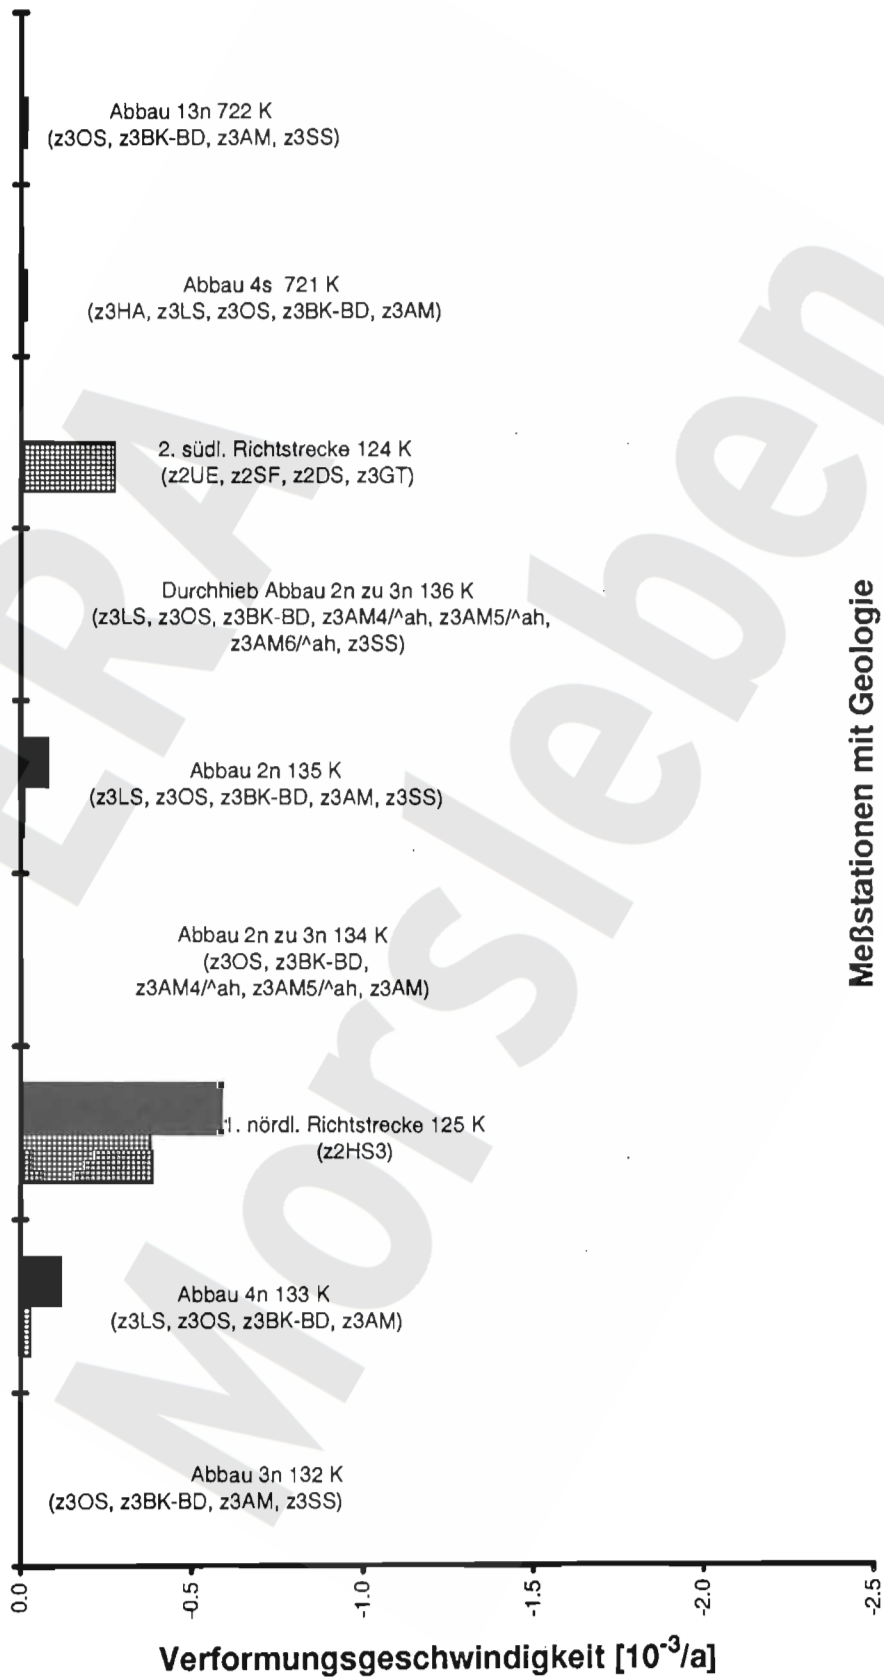 Abbau 13n 722 K
(z3OS, z3BK-BD, z3AM, z3SS)
Abbau 4s 721 K
(z3HA, z3LS, z3OS, z3BK-BD, z3AM)
2. südl. Richtstrecke 124 K
(z2UE, z2SF, z2DS, z3GT)
Durchhieb Abbau 2n zu 3n 136 K
(z3LS, z3OS, z3BK-BD, z3AM4/^ah, z3AM5/^ah,
z3AM6/^ah, z3SS)
Abbau 2n 135 K
(z3LS, z3OS, z3BK-BD, z3AM, z3SS)
Abbau 2n zu 3n 134 K
(z3OS, z3BK-BD,
z3AM4/^ah, z3AM5/^ah, z3AM)
1. nördl. Richtstrecke 125 K
(z2HS3)
Abbau 4n 133 K
(z3LS, z3OS, z3BK-BD, z3AM)
Abbau 3n 132 K
(z3OS, z3BK-BD, z3AM, z3SS)
0.0
-0.5
-1.0
-1.5
-2.0
-2.5
Verformungsgeschwindigkeit [10⁻³/a]
Meßstationen mit Geologie
ERA
Morsleben